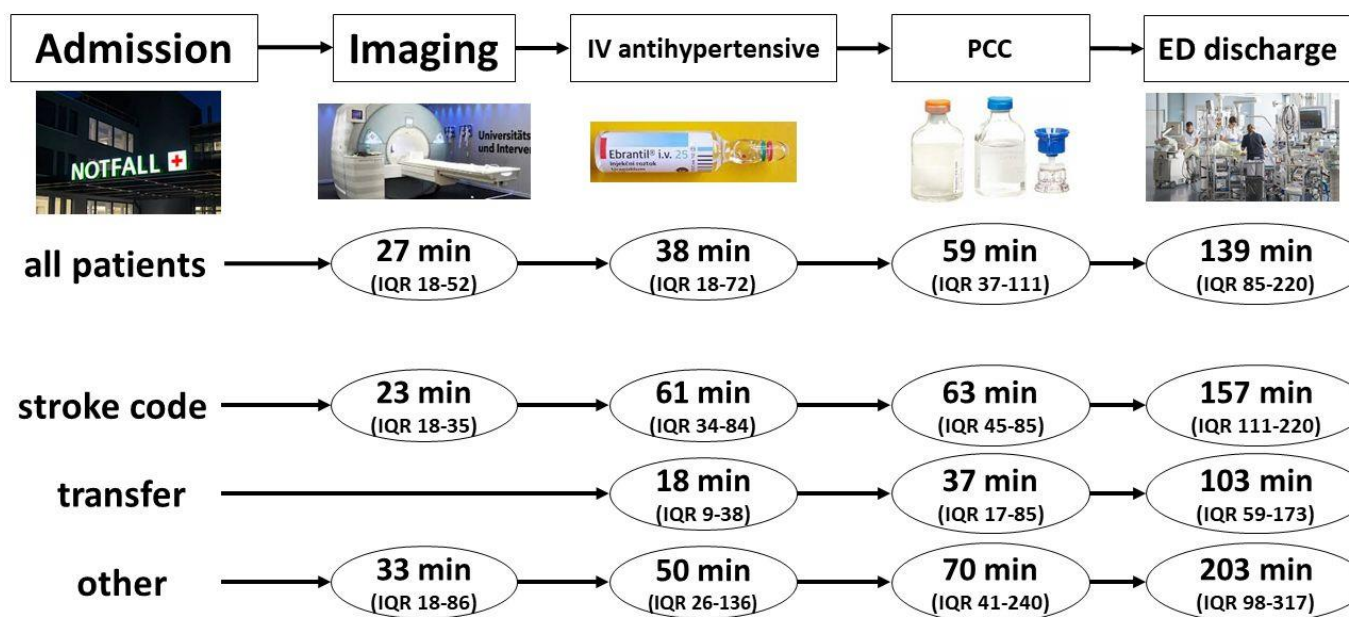 Admission
Imaging
IV antihypertensive
PCC
ED discharge
NOTFALL
Universitäts
und Interve
Ebrantil® i.v. 25
Injekční roztok
all patients
27 min
(IQR 18-52)
38 min
(IQR 18-72)
59 min
(IQR 37-111)
139 min
(IQR 85-220)
stroke code
23 min
(IQR 18-35)
61 min
(IQR 34-84)
63 min
(IQR 45-85)
157 min
(IQR 111-220)
transfer
18 min
(IQR 9-38)
37 min
(IQR 17-85)
103 min
(IQR 59-173)
other
33 min
(IQR 18-86)
50 min
(IQR 26-136)
70 min
(IQR 41-240)
203 min
(IQR 98-317)